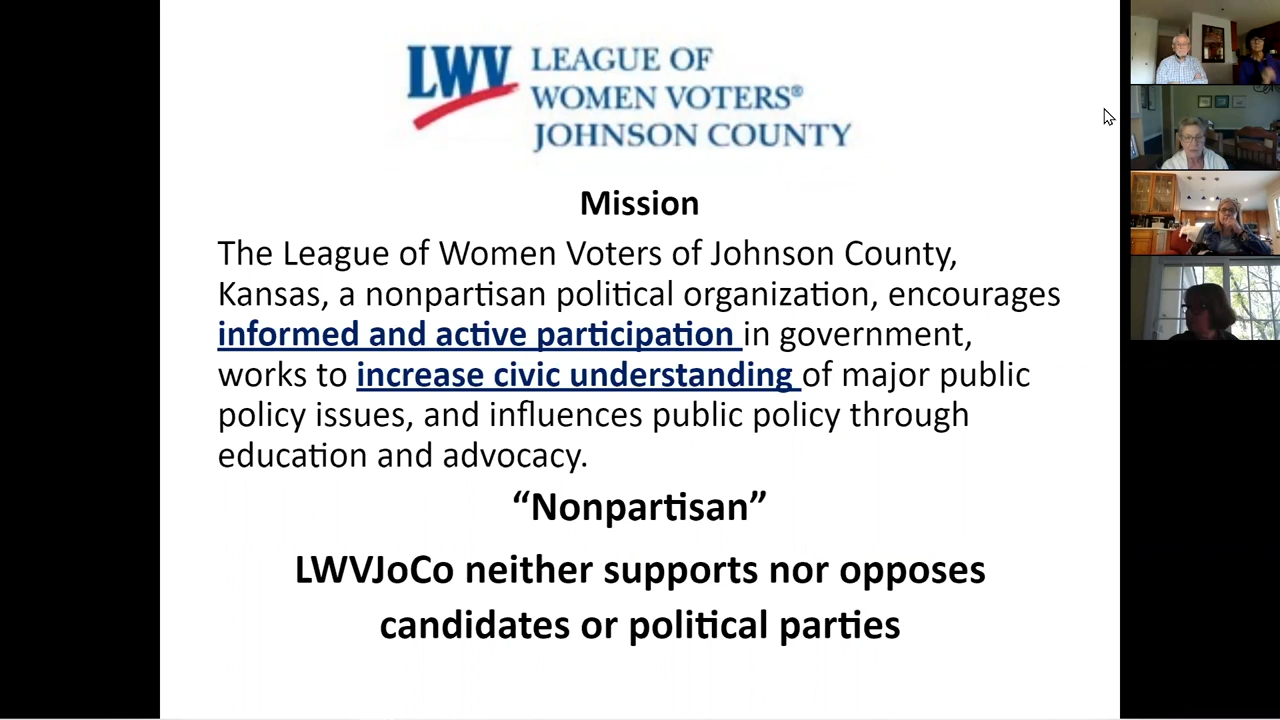 LWV LEAGUE OF
WOMEN VOTERS®
JOHNSON COUNTY
Mission
The League of Women Voters of Johnson County,
Kansas, a nonpartisan political organization, encourages
informed and active participation in government,
works to increase civic understanding of major public
policy issues, and influences public policy through
education and advocacy.
“Nonpartisan”
LWVJoCo neither supports nor opposes
candidates or political parties